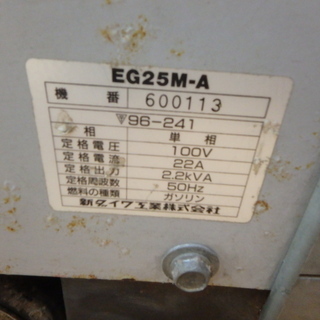 EG25M-A
機番 600113
〒96-241
相 単相
定格電圧 100V
定格電流 22A
定格出力 2.2kVA
定格周波数 50Hz
燃料の種類 ガソリン
新ダイワ工業株式会社